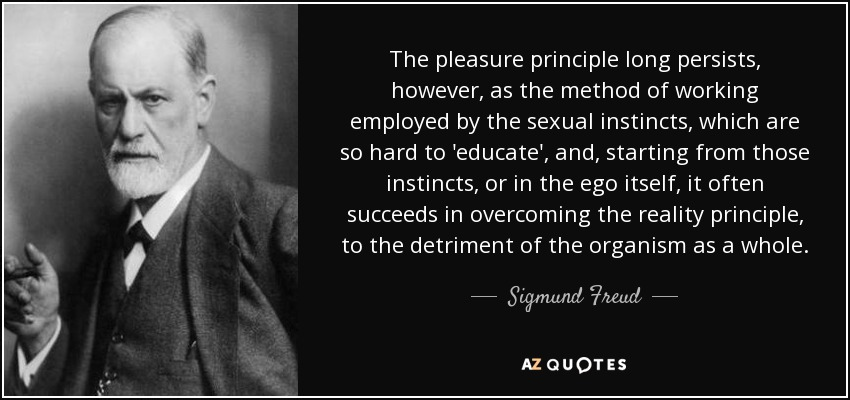 The pleasure principle long persists,
however, as the method of working
employed by the sexual instincts, which are
so hard to 'educate', and, starting from those
instincts, or in the ego itself, it often
succeeds in overcoming the reality principle,
to the detriment of the organism as a whole.
Sigmund Freud
AZ QUOTES